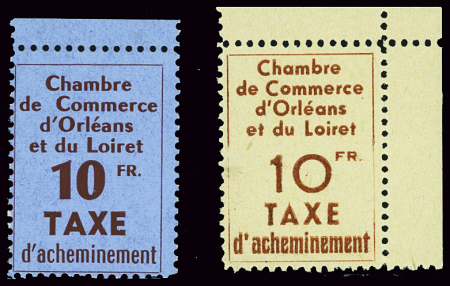 Chambre
de Commerce
d'Orléans
et du Loiret
10 FR.
TAXE
d'acheminement
Chambre
de Commerce
d'Orléans
et du Loiret
10 FR.
TAXE
d'acheminement